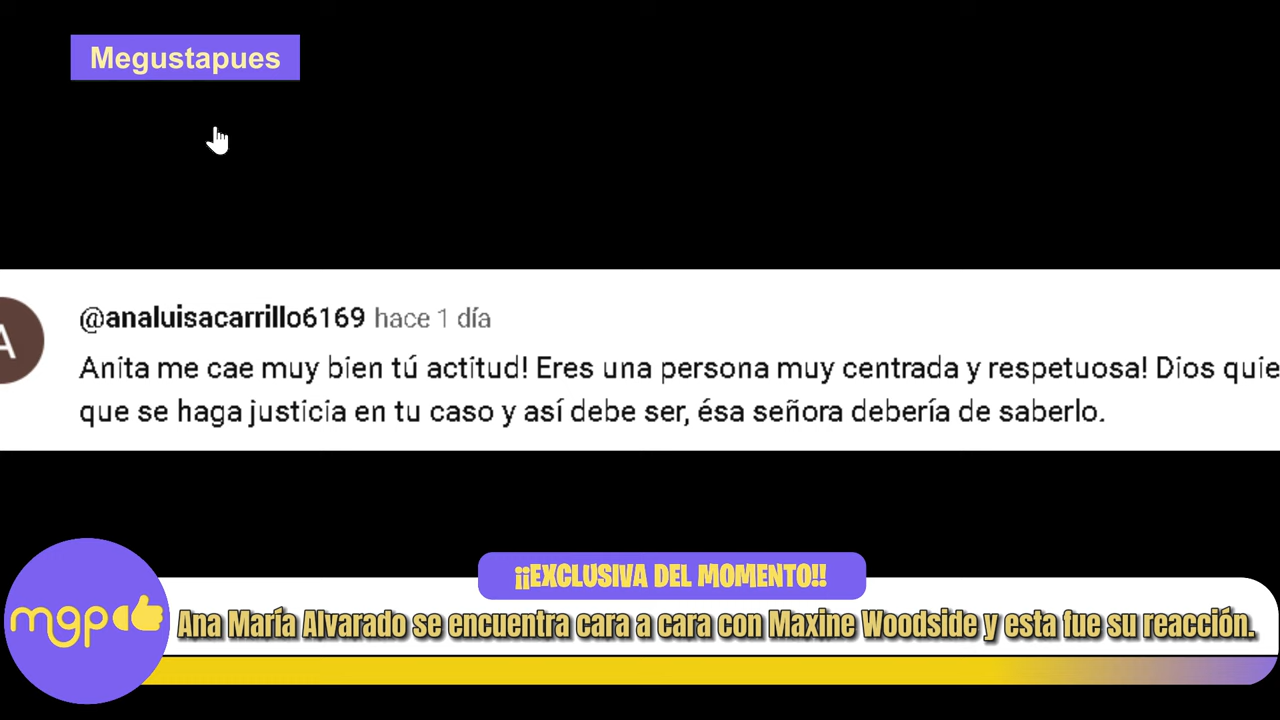 Megustapues
@analuisacarrillo6169 hace 1 día
A
Anita me cae muy bien tú actitud! Eres una persona muy centrada y respetuosa! Dios quie
que se haga justicia en tu caso y así debe ser, ésa señora debería de saberlo.
¡¡EXCLUSIVA DEL MOMENTO!!
mgp
Ana María Alvarado se encuentra cara a cara con Maxine Woodside y esta fue su reacción.